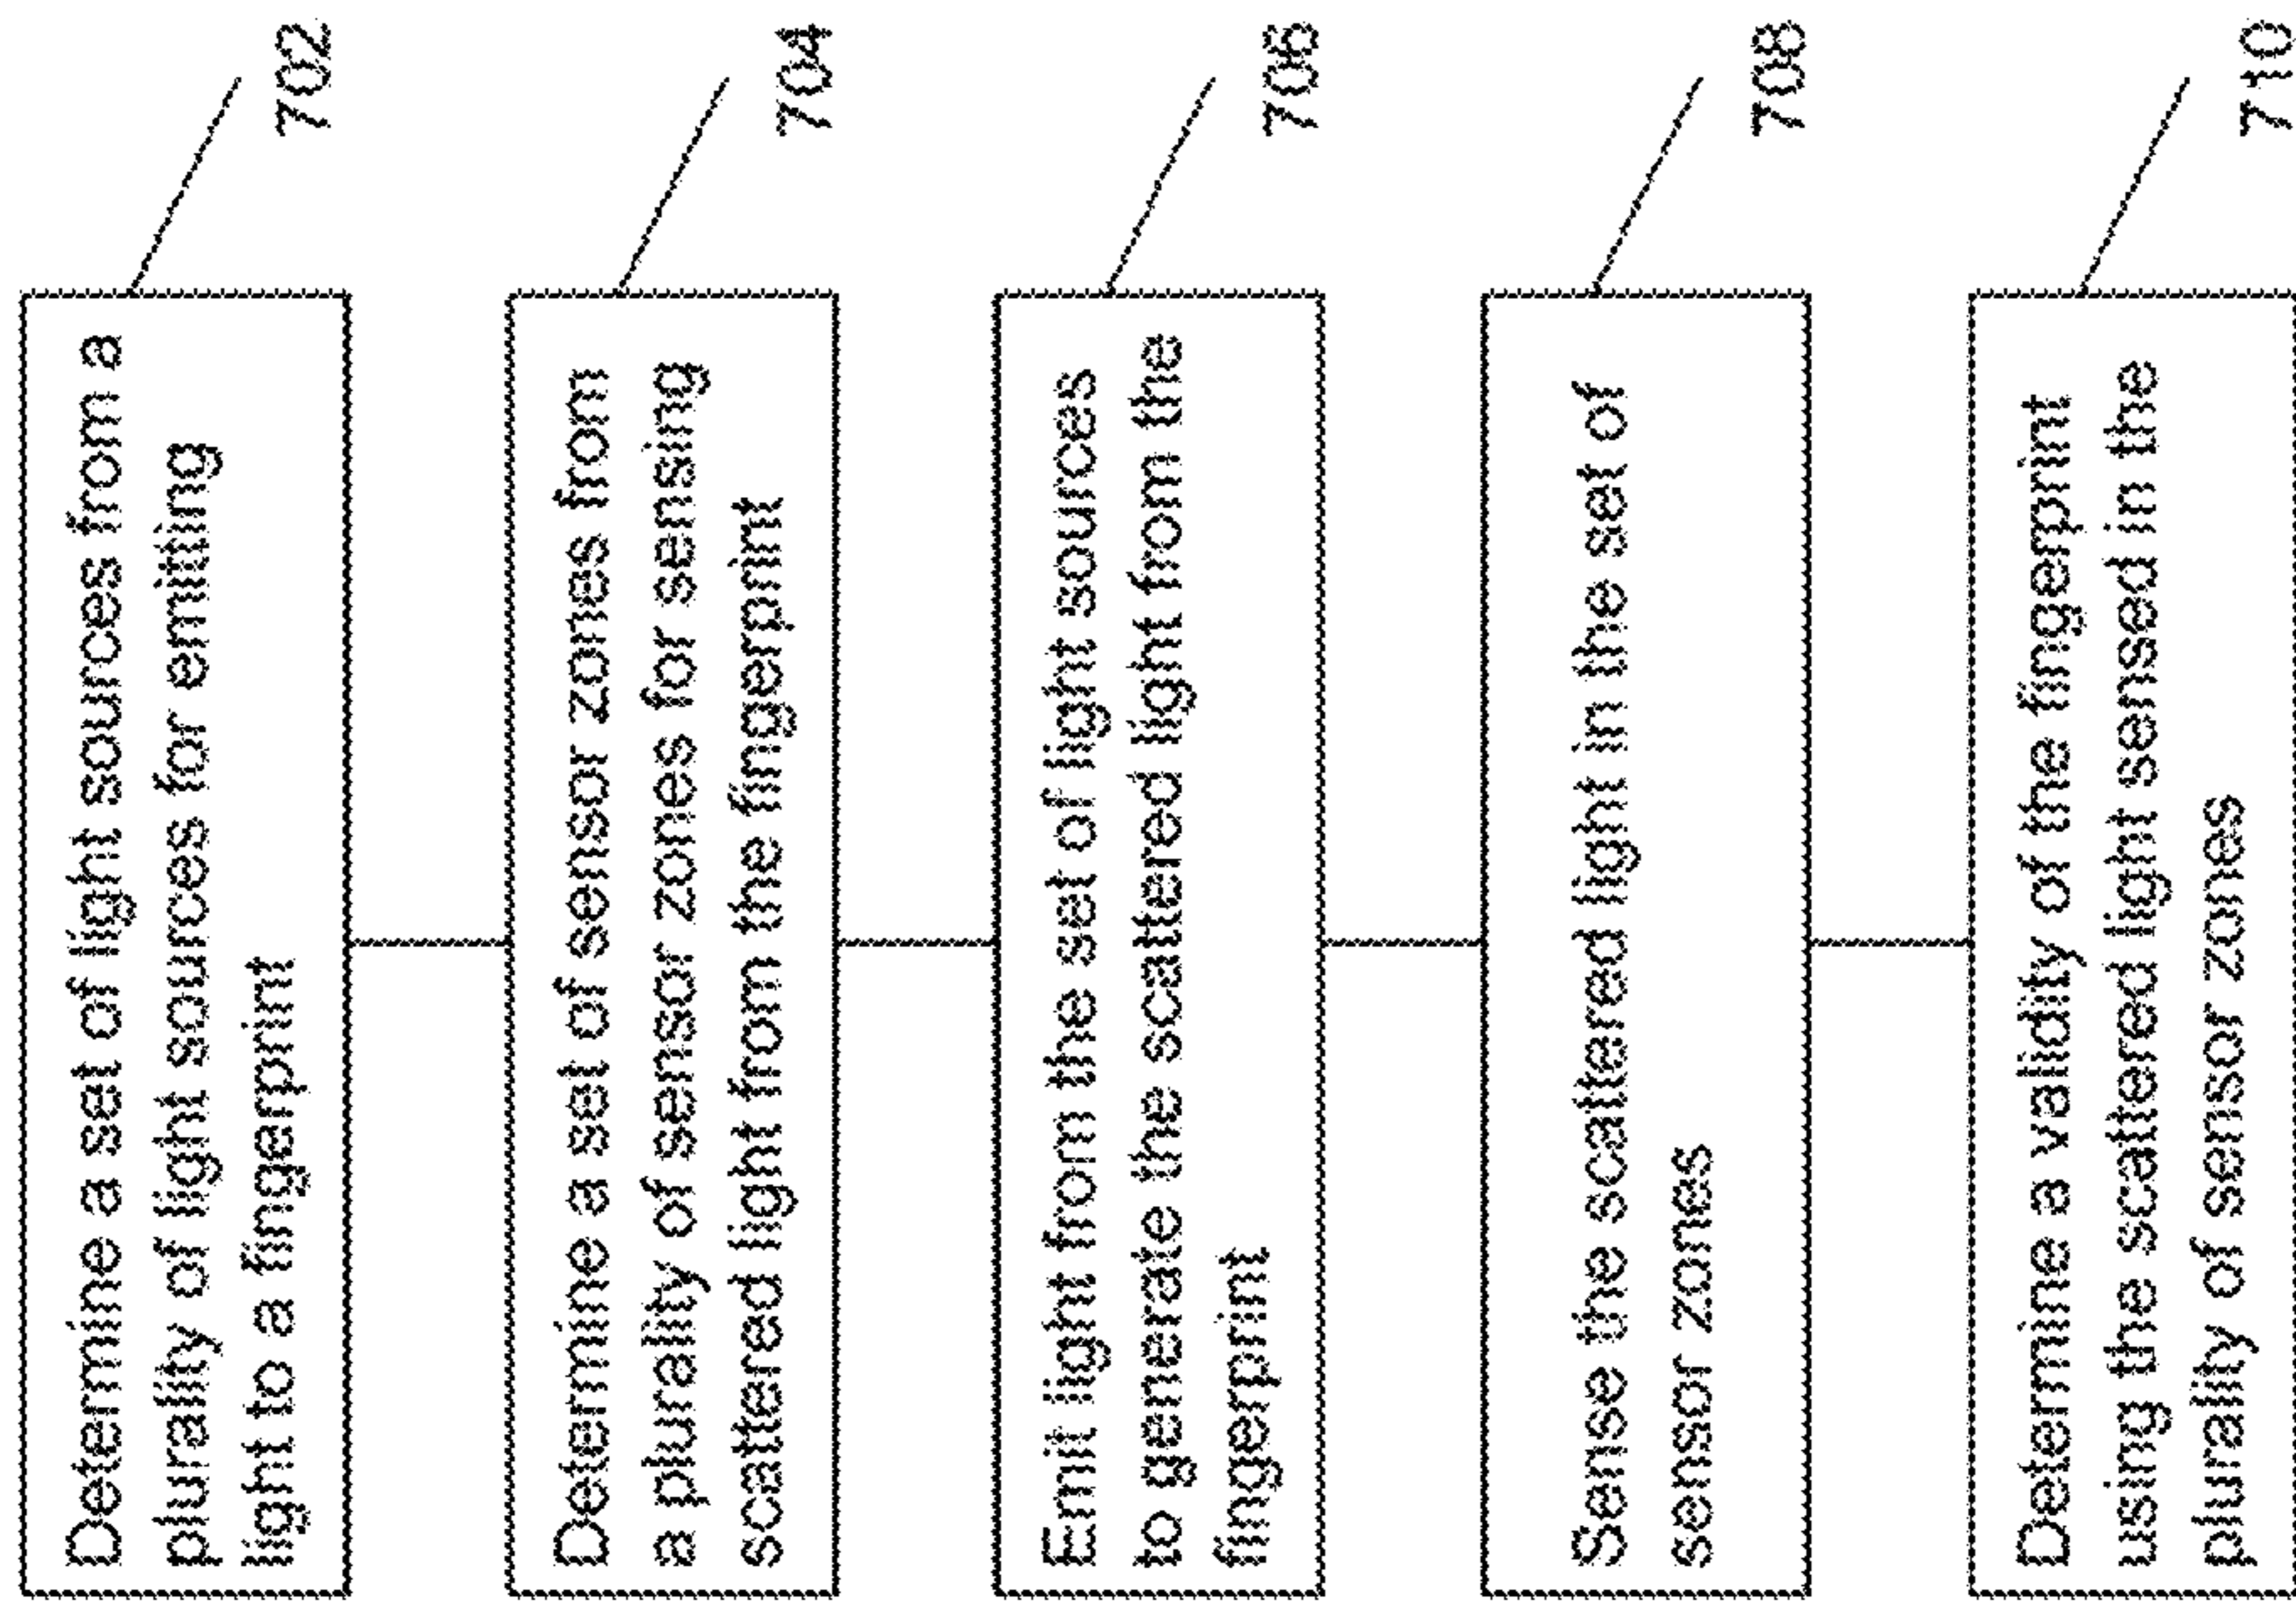 Determine a set of light sources from a
plurality of light sources for emitting
light to a fingerprint
702
Determine a set of sensor zones from
a plurality of sensor zones for sensing
scattered light from the fingerprint
704
Emit light from the set of light sources
to generate the scattered light from the
fingerprint
706
Sense the scattered light in the set of
sensor zones
708
Determine a validity of the fingerprint
using the scattered light sensed in the
plurality of sensor zones
710